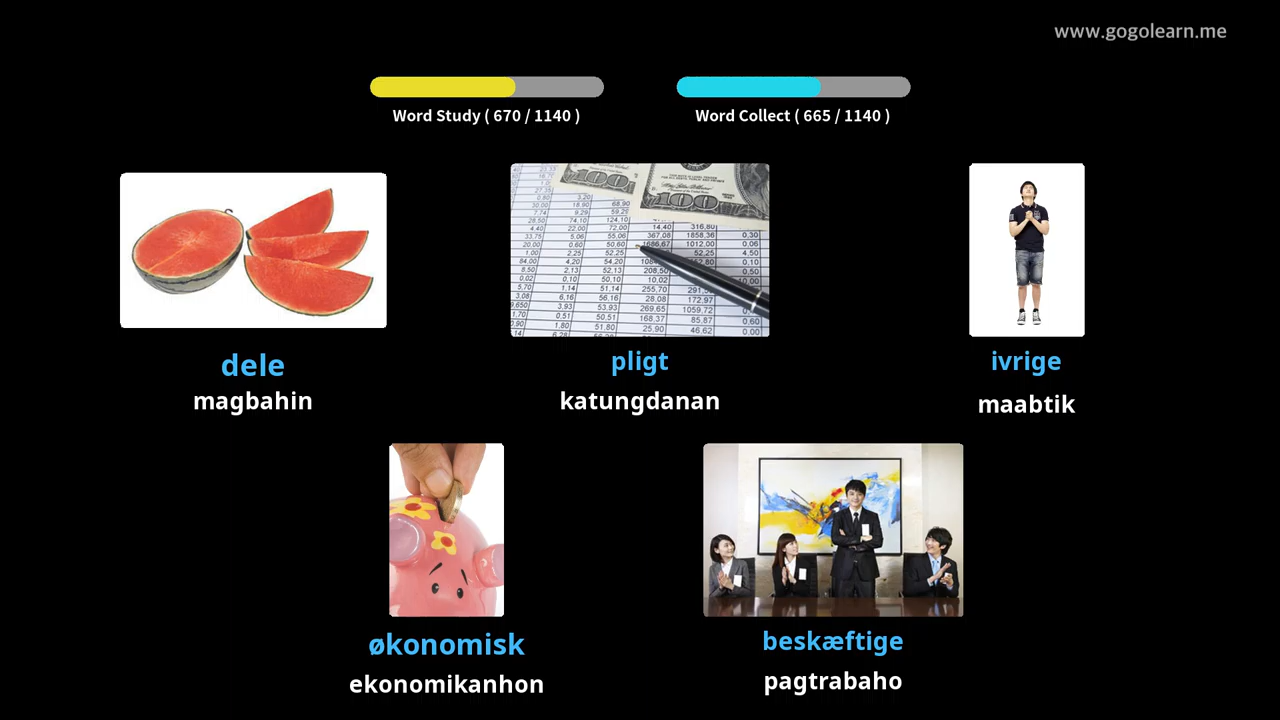 www.gogolearn.me
Word Study ( 670 / 1140 )
Word Collect ( 665 / 1140 )
dele
magbahin
pligt
katungdanan
ivrige
maabtik
økonomisk
ekonomikanhon
beskæftige
pagtrabaho